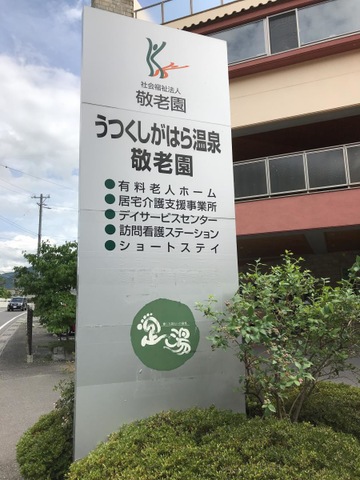 社会福祉法人
敬老園
うつくしがはら温泉
敬老園
●有料老人ホーム
●居宅介護支援事業所
●デイサービスセンター
●訪問看護ステーション
●ショートステイ
足湯